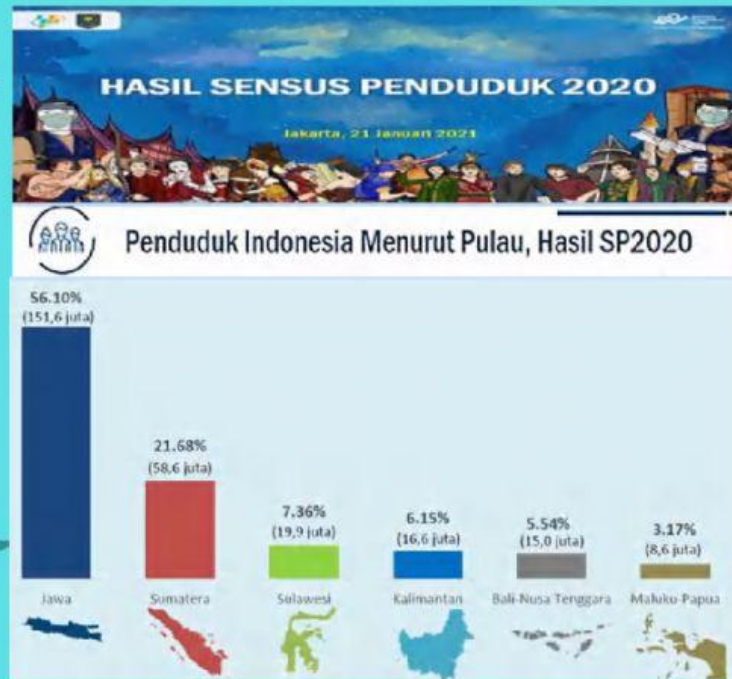 HASIL SENSUS PENDUDUK 2020
Jakarta, 21 Januari 2021
Penduduk Indonesia Menurut Pulau, Hasil SP2020
56.10%
(151,6 juta)
21.68%
(58,6 juta)
7.36%
(19,9 juta)
6.15%
(16,6 juta)
5.54%
(15,0 juta)
3.17%
(8,6 juta)
Jawa
Sumatera
Sulawesi
Kalimantan
Bali-Nusa Tenggara
Maluku-Papua